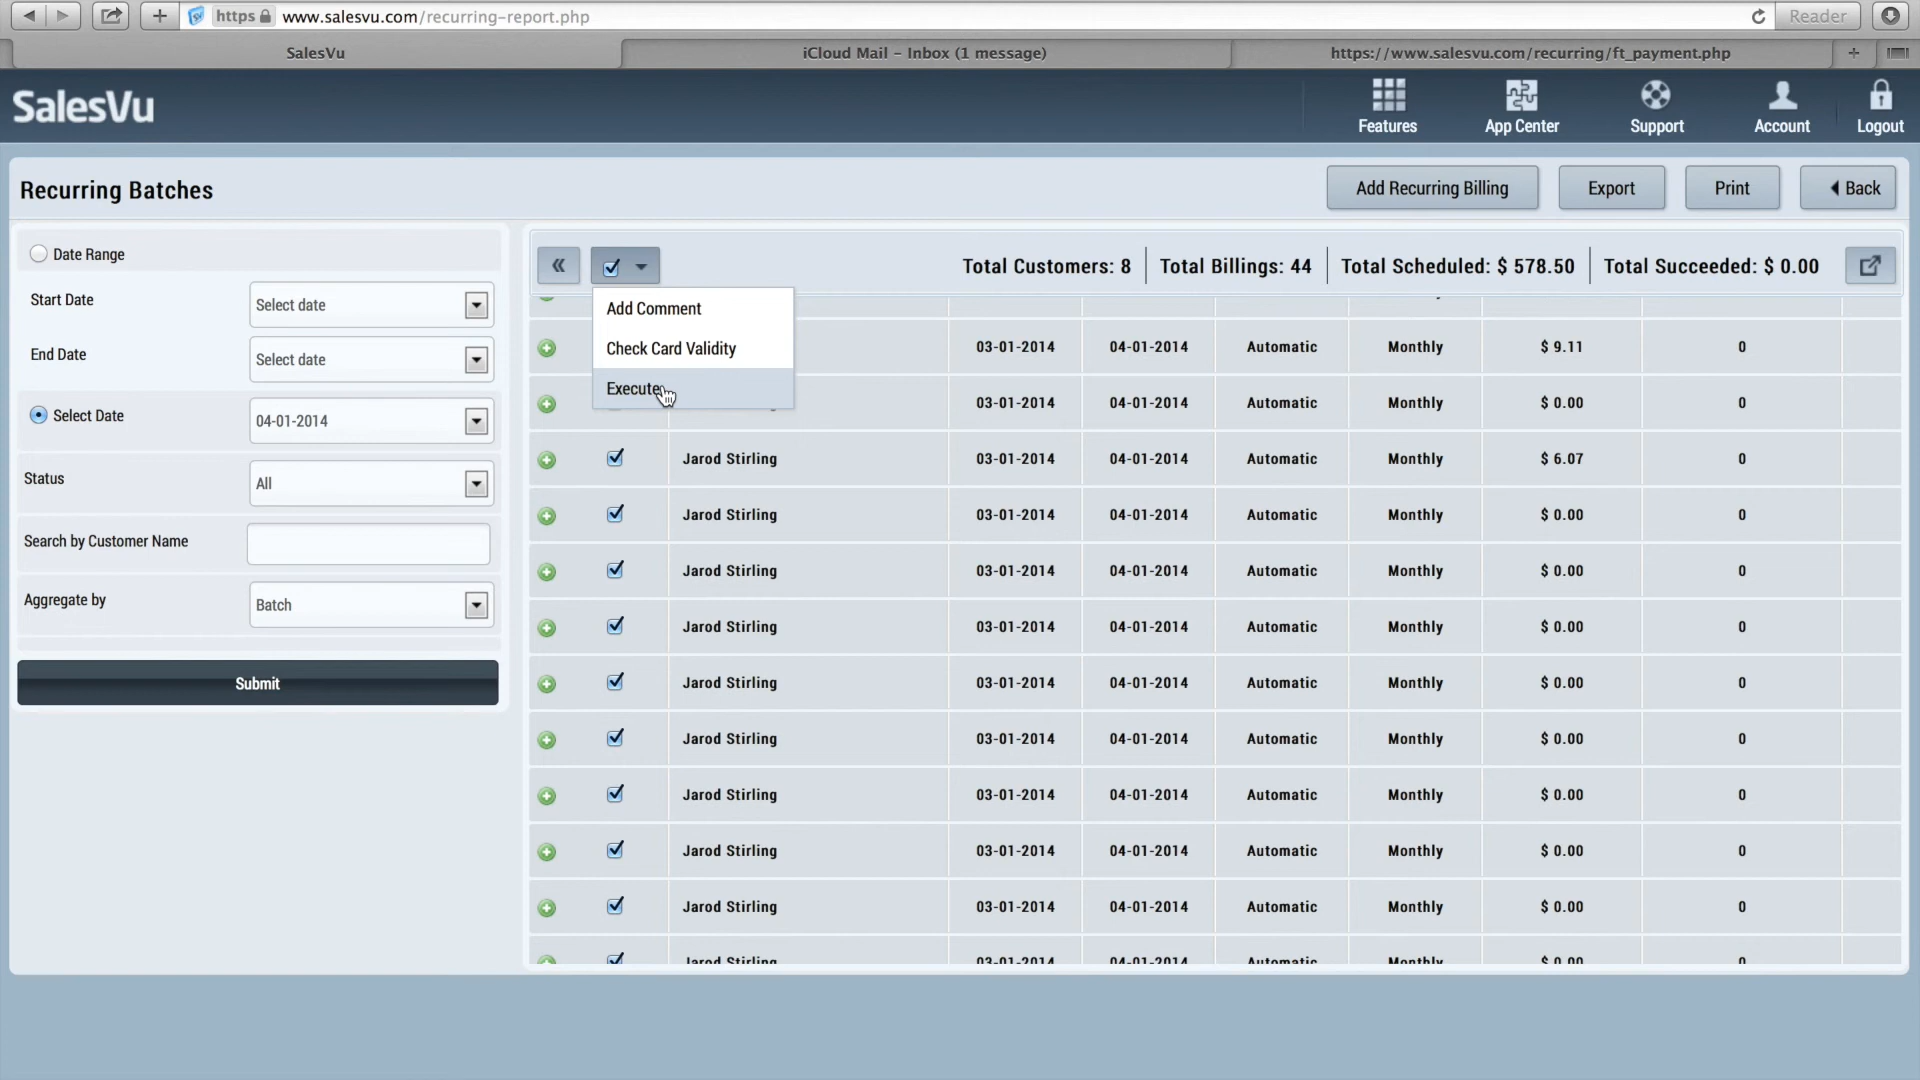 https www.salesvu.com/recurring-report.php Reader
SalesVu iCloud Mail – Inbox (1 message) https://www.salesvu.com/recurring/ft_payment.php
SalesVu Features App Center Support Account Logout
Recurring Batches Add Recurring Billing Export Print Back
Date Range
Start Date Select date
End Date Select date
Select Date 04-01-2014
Status All
Search by Customer Name
Aggregate by Batch
Submit
Total Customers: 8 Total Billings: 44 Total Scheduled: $ 578.50 Total Succeeded: $ 0.00
Add Comment
Check Card Validity
Execute
03-01-2014 04-01-2014 Automatic Monthly $ 9.11 0
03-01-2014 04-01-2014 Automatic Monthly $ 0.00 0
Jarod Stirling 03-01-2014 04-01-2014 Automatic Monthly $ 6.07 0
Jarod Stirling 03-01-2014 04-01-2014 Automatic Monthly $ 0.00 0
Jarod Stirling 03-01-2014 04-01-2014 Automatic Monthly $ 0.00 0
Jarod Stirling 03-01-2014 04-01-2014 Automatic Monthly $ 0.00 0
Jarod Stirling 03-01-2014 04-01-2014 Automatic Monthly $ 0.00 0
Jarod Stirling 03-01-2014 04-01-2014 Automatic Monthly $ 0.00 0
Jarod Stirling 03-01-2014 04-01-2014 Automatic Monthly $ 0.00 0
Jarod Stirling 03-01-2014 04-01-2014 Automatic Monthly $ 0.00 0
Jarod Stirling 03-01-2014 04-01-2014 Automatic Monthly $ 0.00 0
Jarod Stirling 03-01-2014 04-01-2014 Automatic Monthly $ 0.00 0